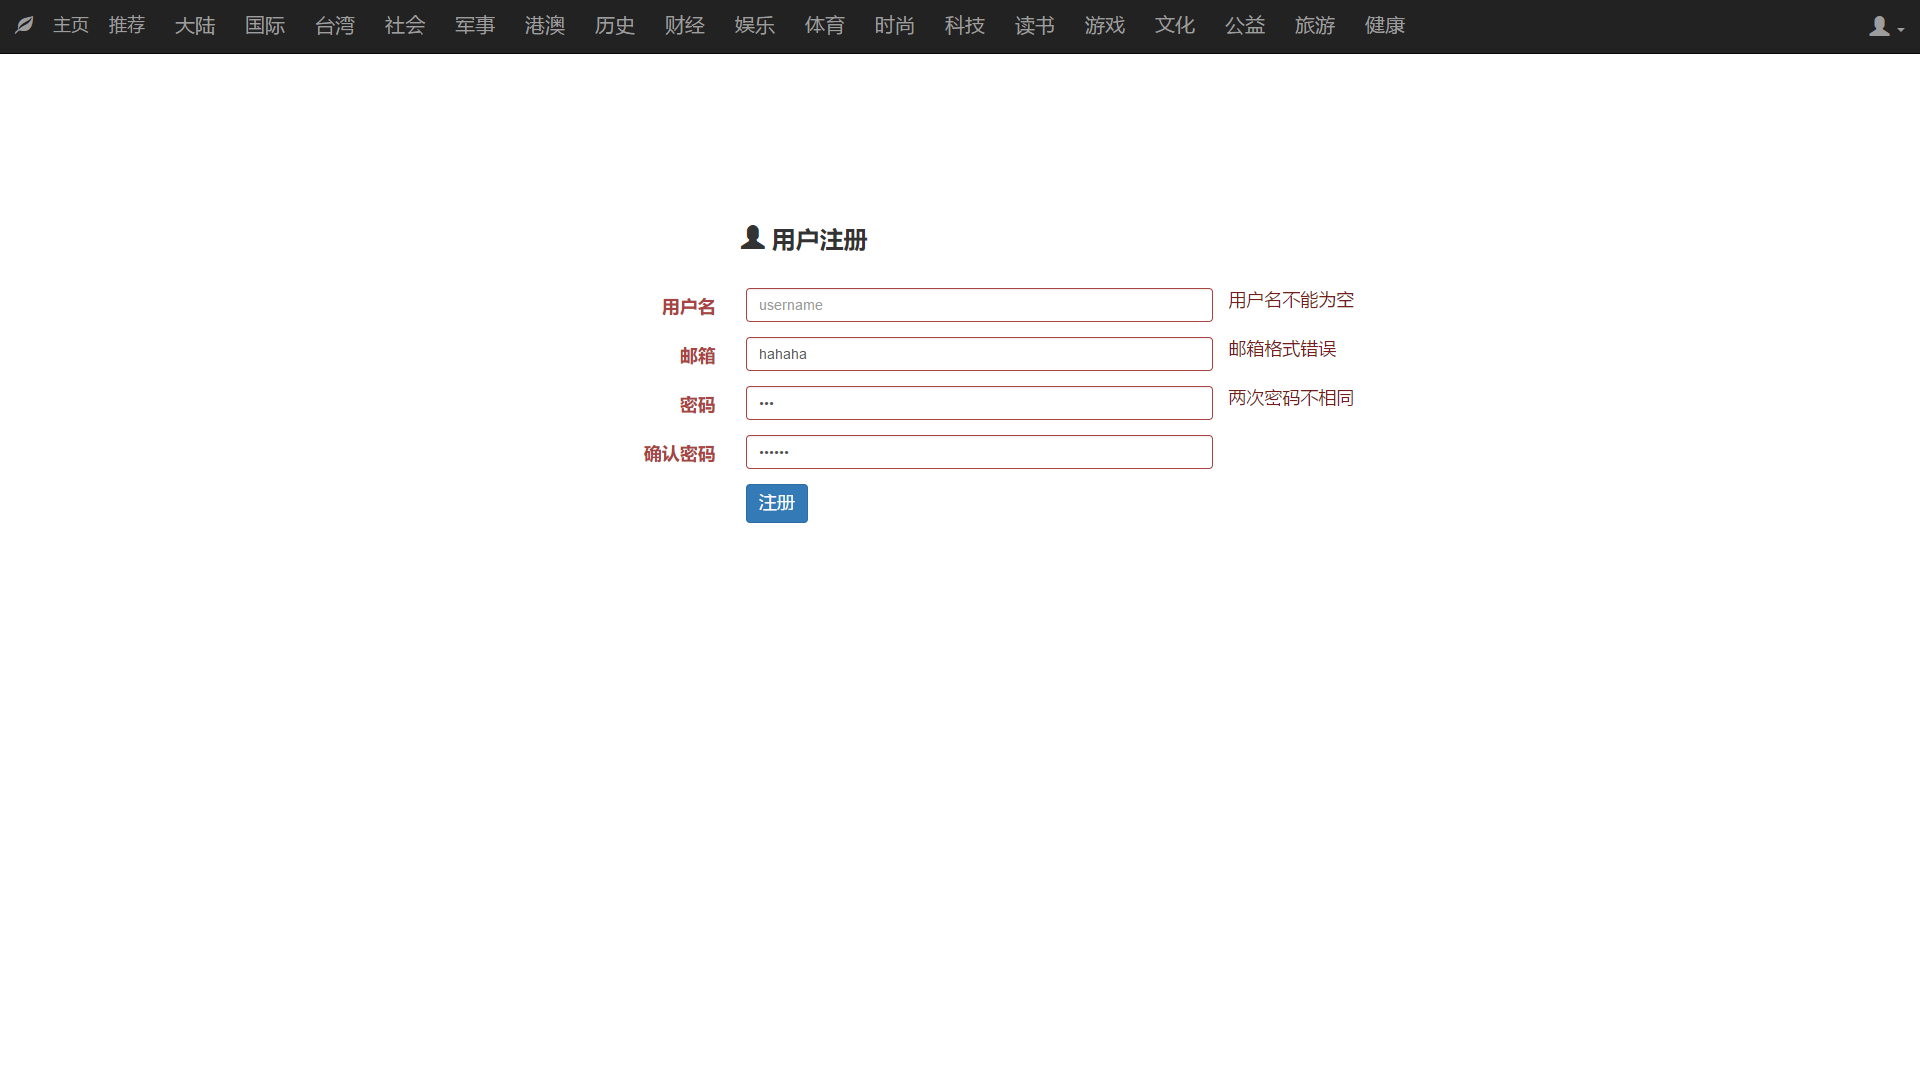 主页 推荐 大陆 国际 台湾 社会 军事 港澳 历史 财经 娱乐 体育 时尚 科技 读书 游戏 文化 公益 旅游 健康
用户注册
用户名 username 用户名不能为空
邮箱 hahaha 邮箱格式错误
密码 ••• 两次密码不相同
确认密码 ••••••
注册